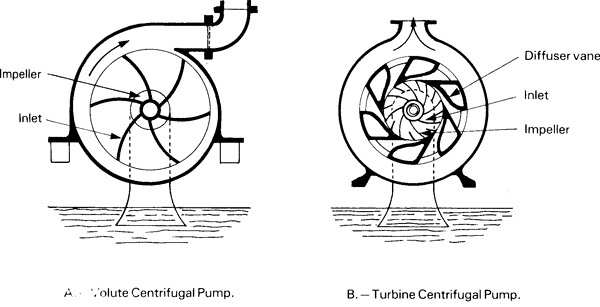 Impeller
Inlet
Diffuser vane
Inlet
Impeller
A.– Volute Centrifugal Pump.
B.– Turbine Centrifugal Pump.